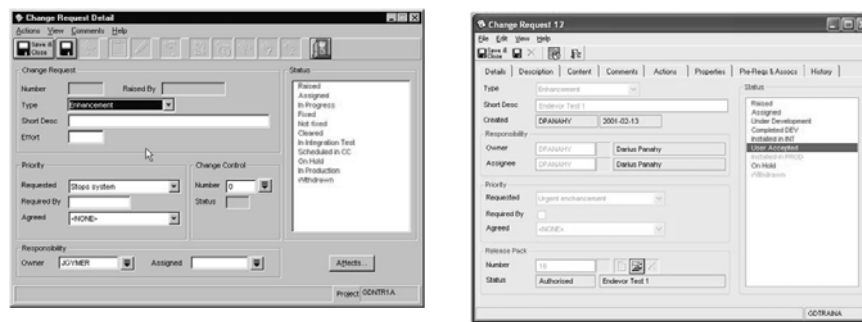 Change Request Detail
Actions View Comments Help
Save & Close
Change Request
Number Raised By
Type Enhancement
Short Desc
Effort
Priority
Requested Stops system
Required By
Agreed <NONE>
Change Control
Number 0
Status
Status
Raised
Assigned
In Progress
Fixed
Not fixed
Cleared
In Integration Test
Scheduled in CC
On Hold
In Production
Withdrawn
Responsibility
Owner JOYMER Assigned
Affects...
Project ODNTR1A
Change Request 12
File Edit View Help
Save & Close
Details Description Content Comments Actions Properties Pre-Reqs & Assocs History
Type Enhancement
Short Desc Endevor Test 1
Created DPANAHY 2001-02-13
Responsibility
Owner DPANAHY Darius Panahy
Assignee DPANAHY Darius Panahy
Priority
Requested Urgent enchancement
Required By
Agreed <NONE>
Release Pack
Number 16
Status Authorised Endevor Test 1
Status
Raised
Assigned
Under Development
Completed DEV
Installed in INT
User Accepted
Installed in PROD
On Hold
Withdrawn
ODTRAINA